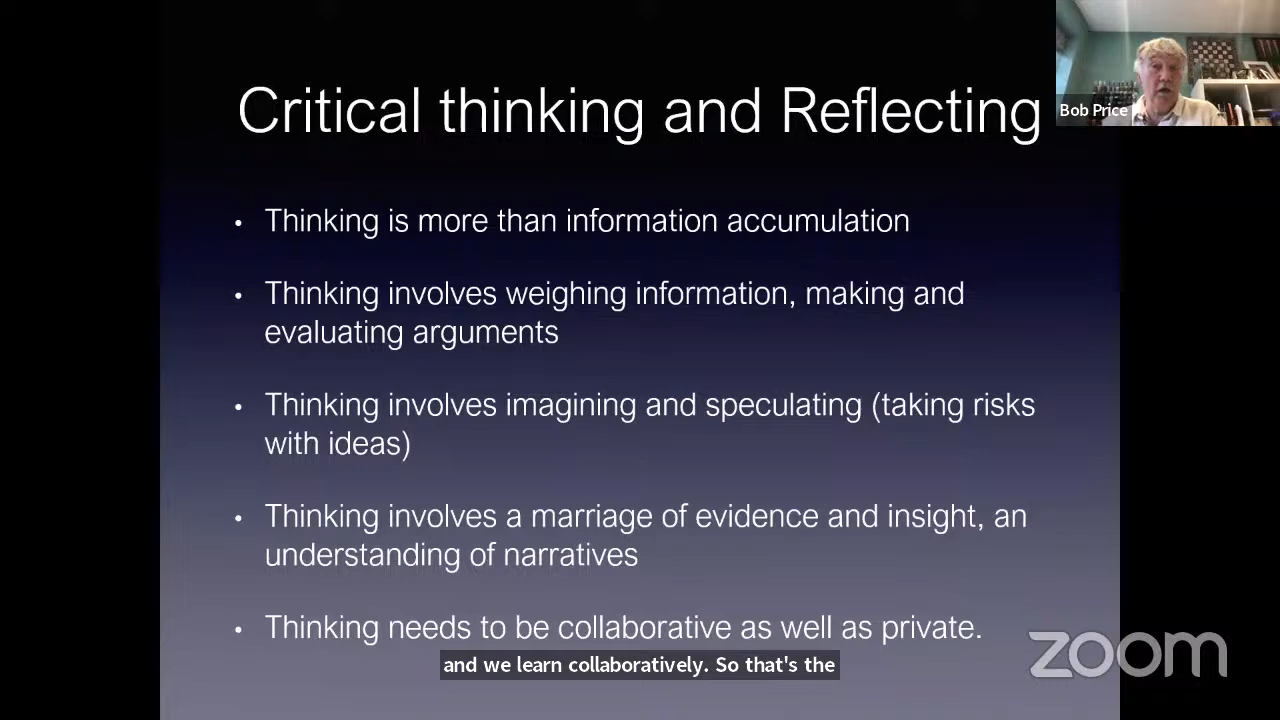 Critical thinking and Reflecting
Bob Price
• Thinking is more than information accumulation
• Thinking involves weighing information, making and
evaluating arguments
• Thinking involves imagining and speculating (taking risks
with ideas)
• Thinking involves a marriage of evidence and insight, an
understanding of narratives
• Thinking needs to be collaborative as well as private.
and we learn collaboratively. So that's the
zoom